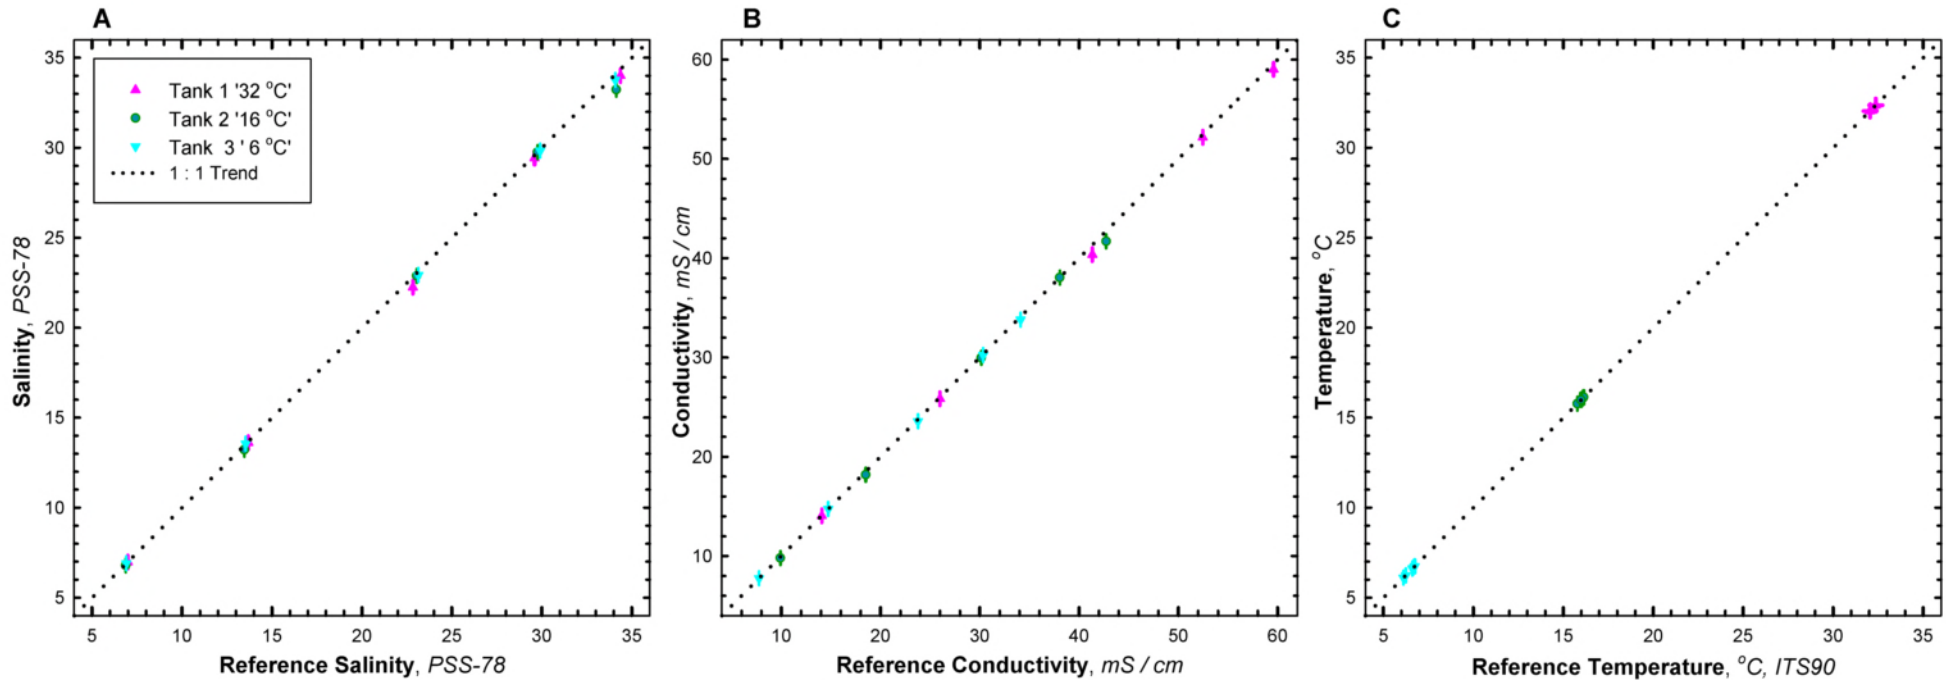 A
35
30
25
20
15
10
5
Salinity, PSS-78
Tank 1 '32 °C'
Tank 2 '16 °C'
Tank 3 ' 6 °C'
1 : 1 Trend
5 10 15 20 25 30 35
Reference Salinity, PSS-78
B
60
50
40
30
20
10
Conductivity, mS / cm
10 20 30 40 50 60
Reference Conductivity, mS / cm
C
35
30
25
20
15
10
5
Temperature, °C
5 10 15 20 25 30 35
Reference Temperature, °C, ITS90